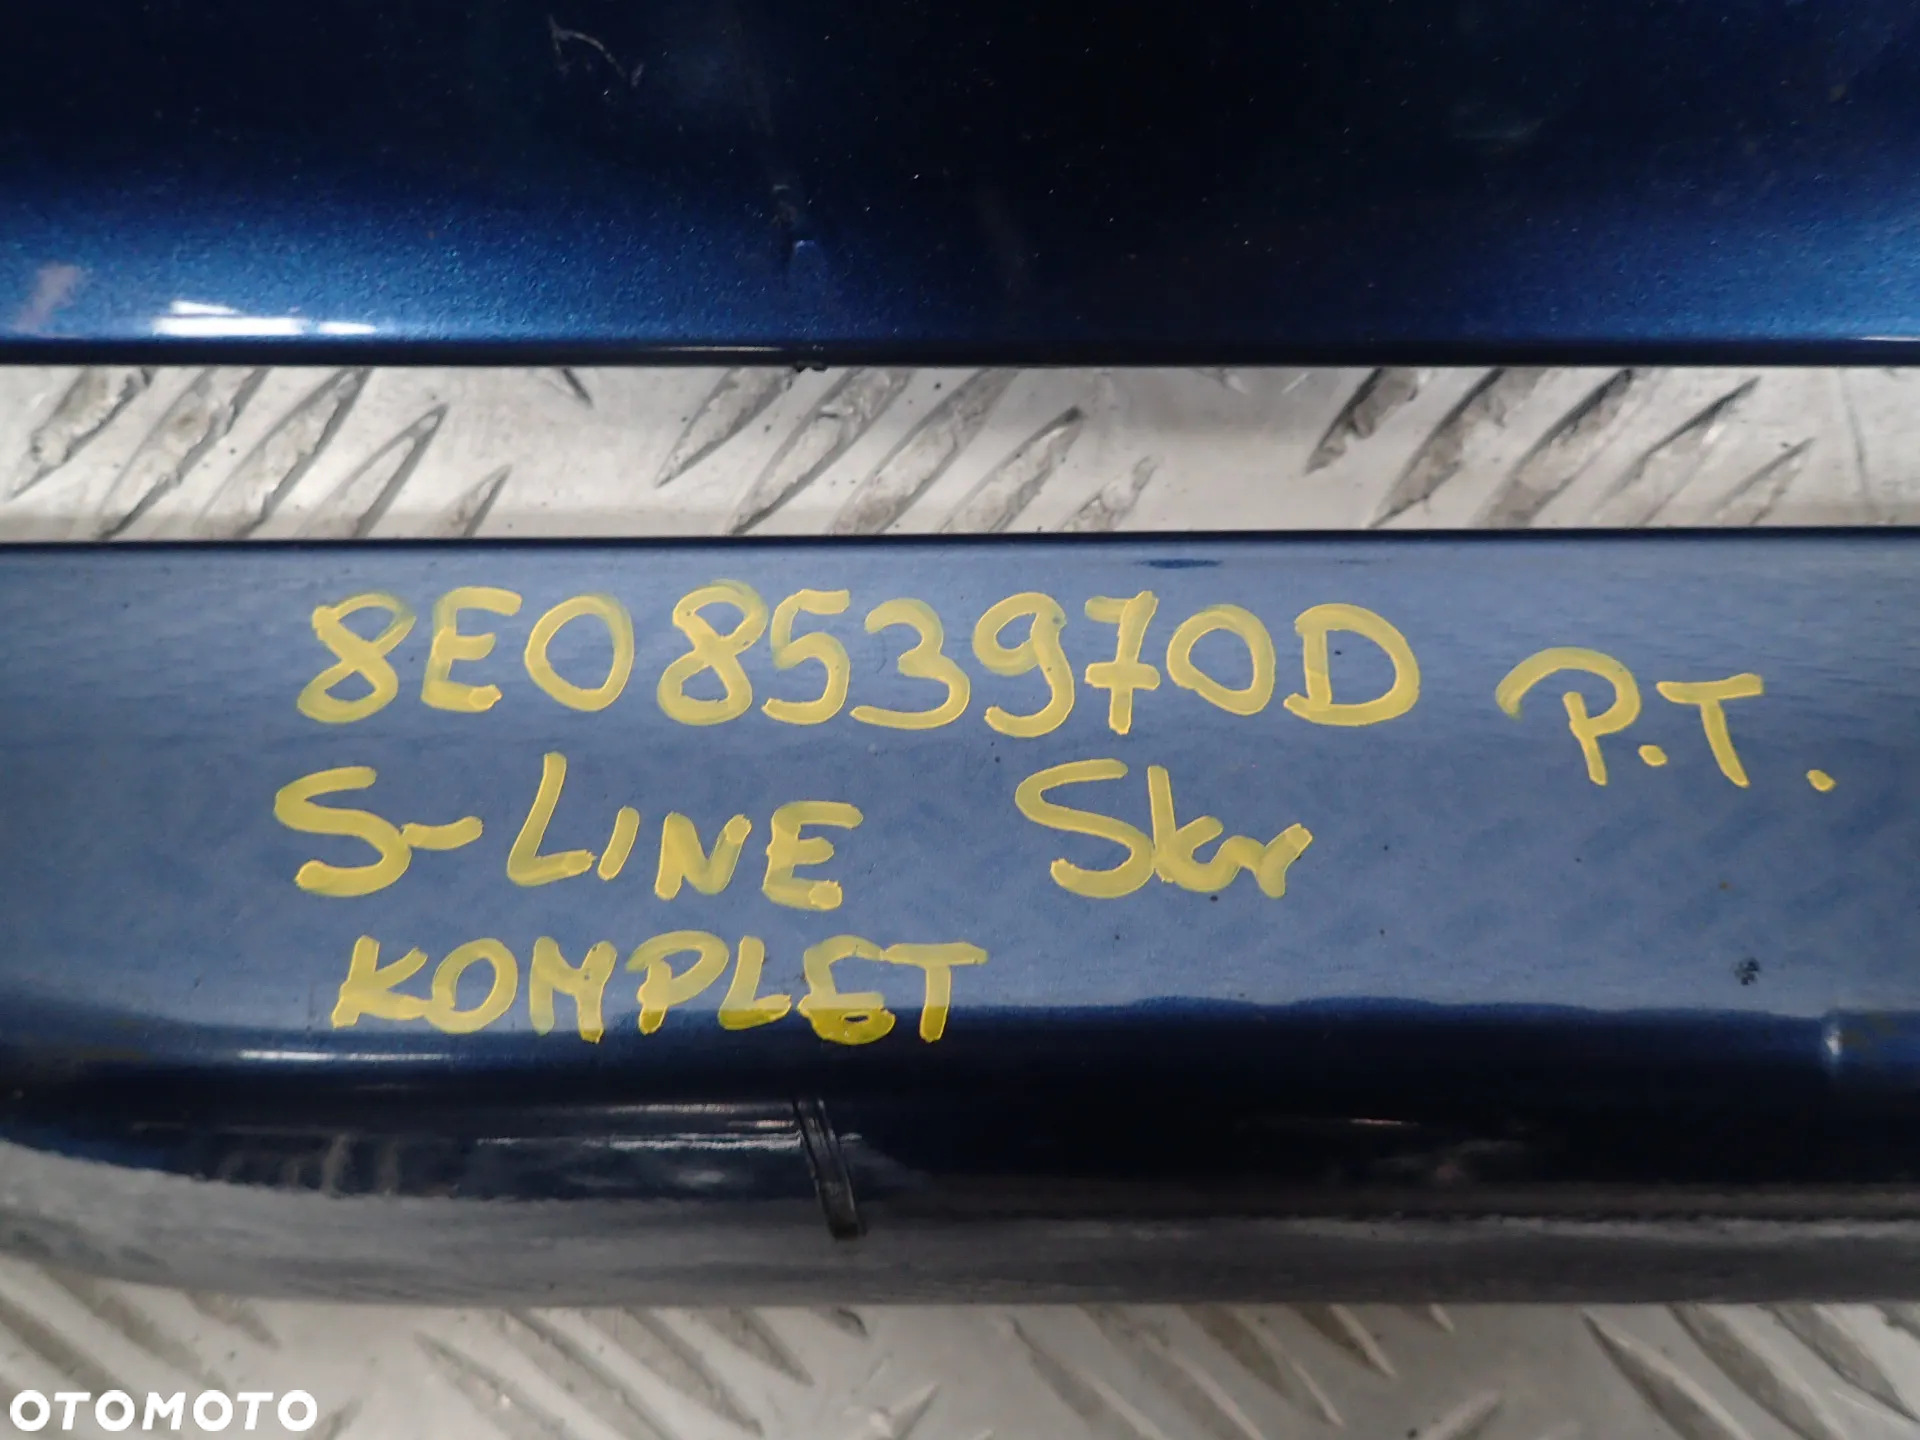 8E0853970D P.T.
S-LINE Skr
KOMPLET
OTOMOTO